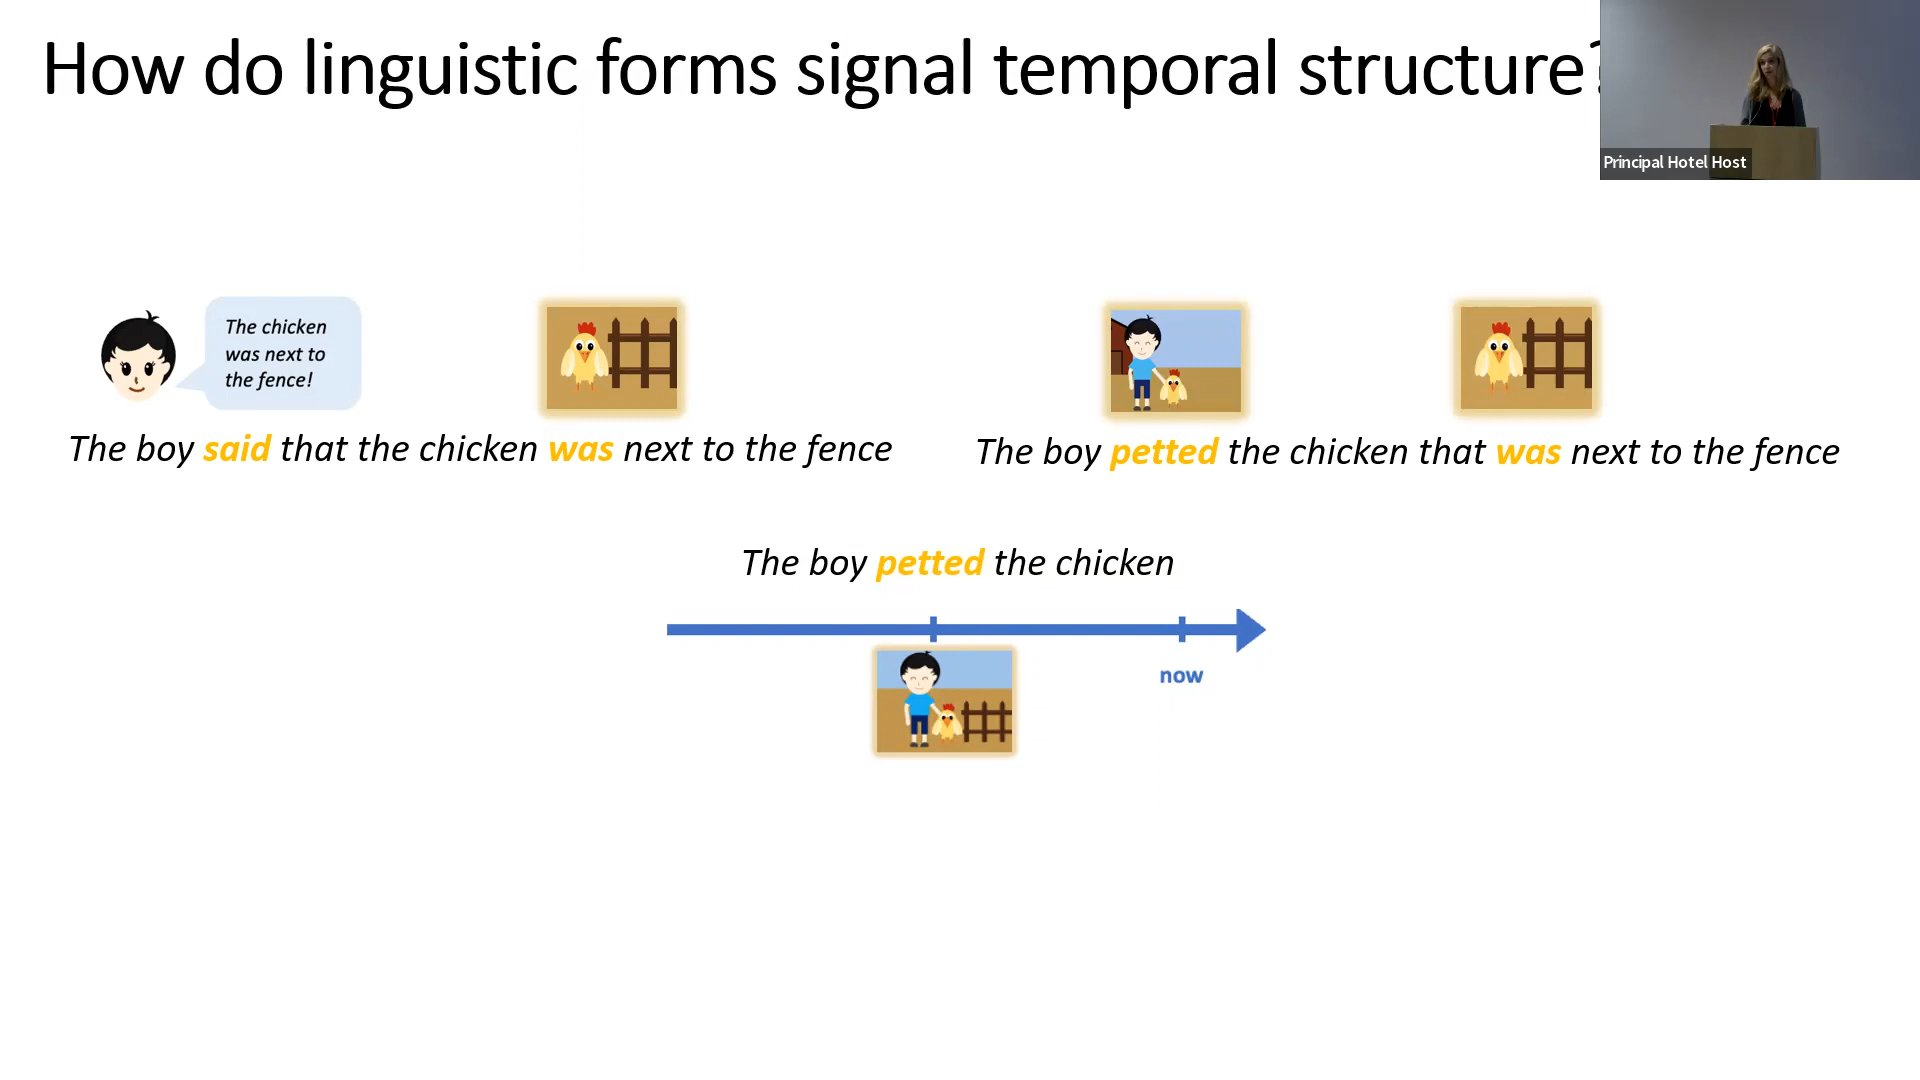 How do linguistic forms signal temporal structure?
Principal Hotel Host
The chicken
was next to
the fence!
The boy said that the chicken was next to the fence
The boy petted the chicken that was next to the fence
The boy petted the chicken
now